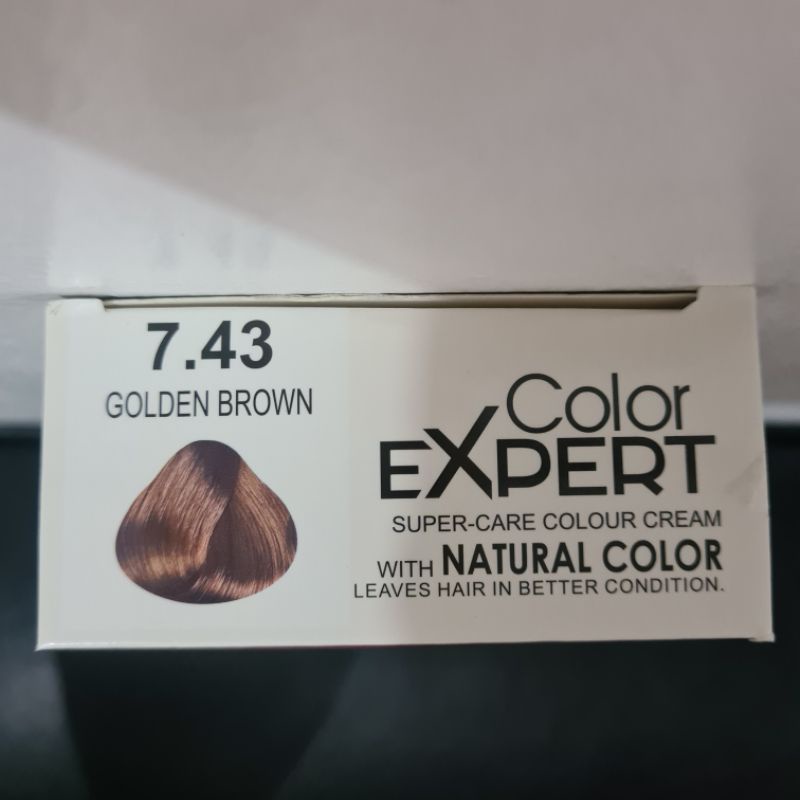 7.43
GOLDEN BROWN
Color
EXPERT
SUPER-CARE COLOUR CREAM
WITH NATURAL COLOR
LEAVES HAIR IN BETTER CONDITION.